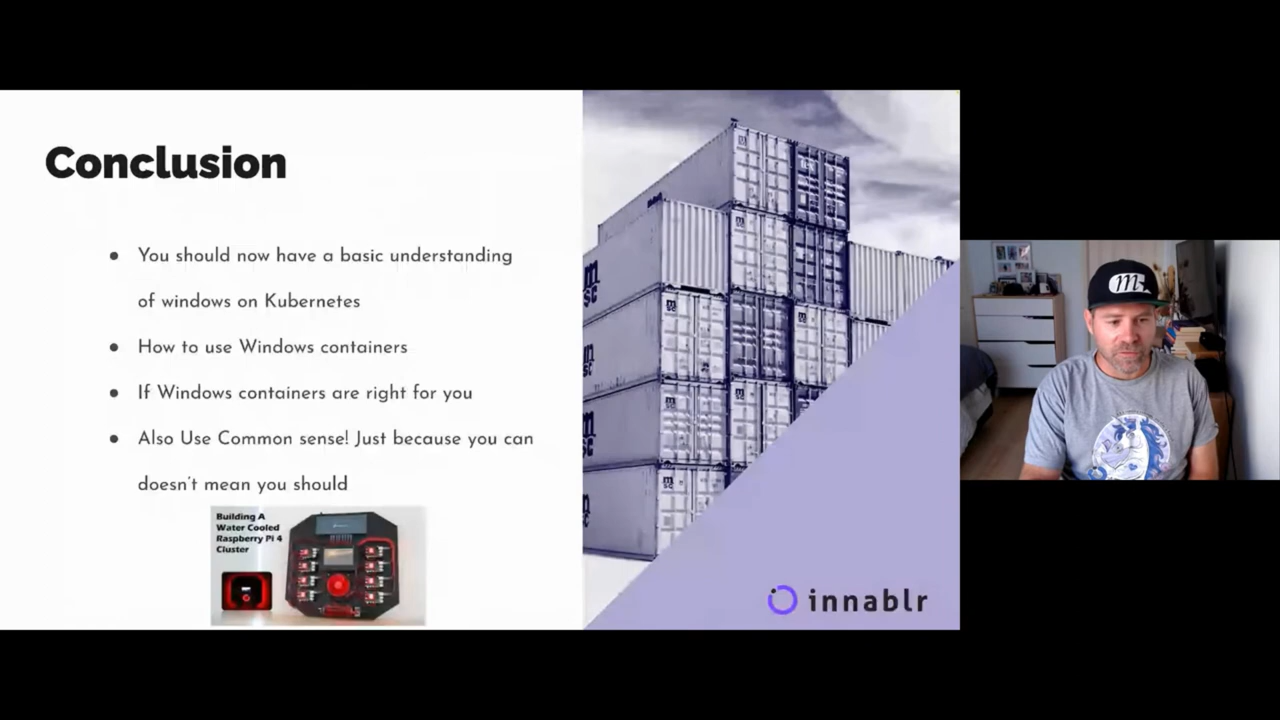 Conclusion
● You should now have a basic understanding
of windows on Kubernetes
● How to use Windows containers
● If Windows containers are right for you
● Also Use Common sense! Just because you can
doesn't mean you should
Building A
Water Cooled
Raspberry Pi 4
Cluster
m
sc
innablr
m